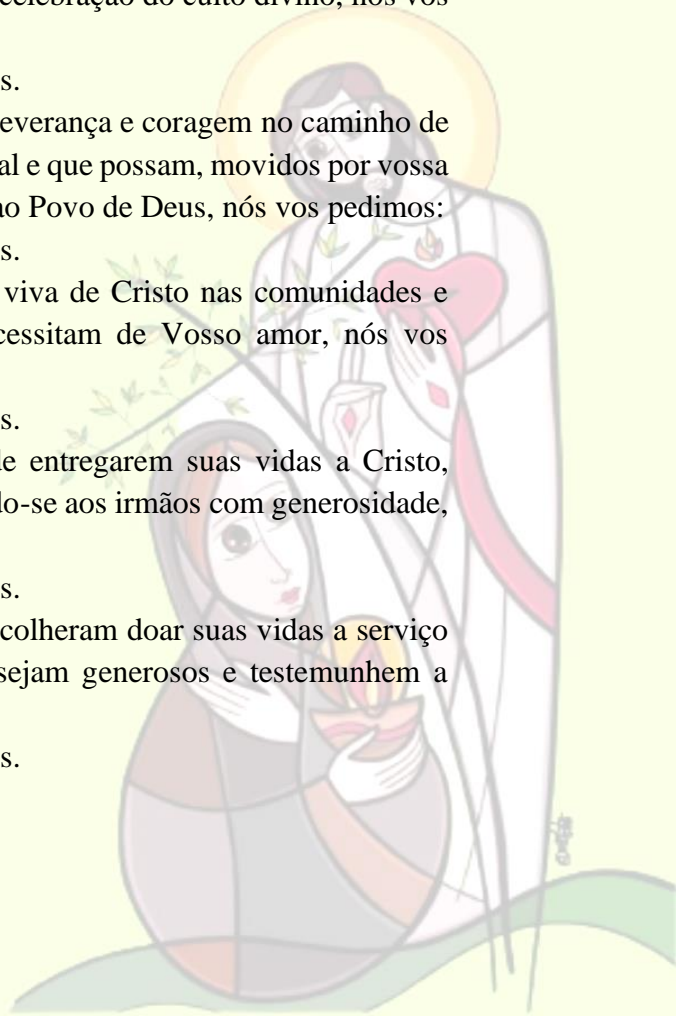 celebração do culto divino, nós vos
s.
everança e coragem no caminho de
al e que possam, movidos por vossa
ao Povo de Deus, nós vos pedimos:
s.
viva de Cristo nas comunidades e
cessitam de Vosso amor, nós vos
s.
de entregarem suas vidas a Cristo,
do-se aos irmãos com generosidade,
s.
colheram doar suas vidas a serviço
sejam generosos e testemunhem a
s.